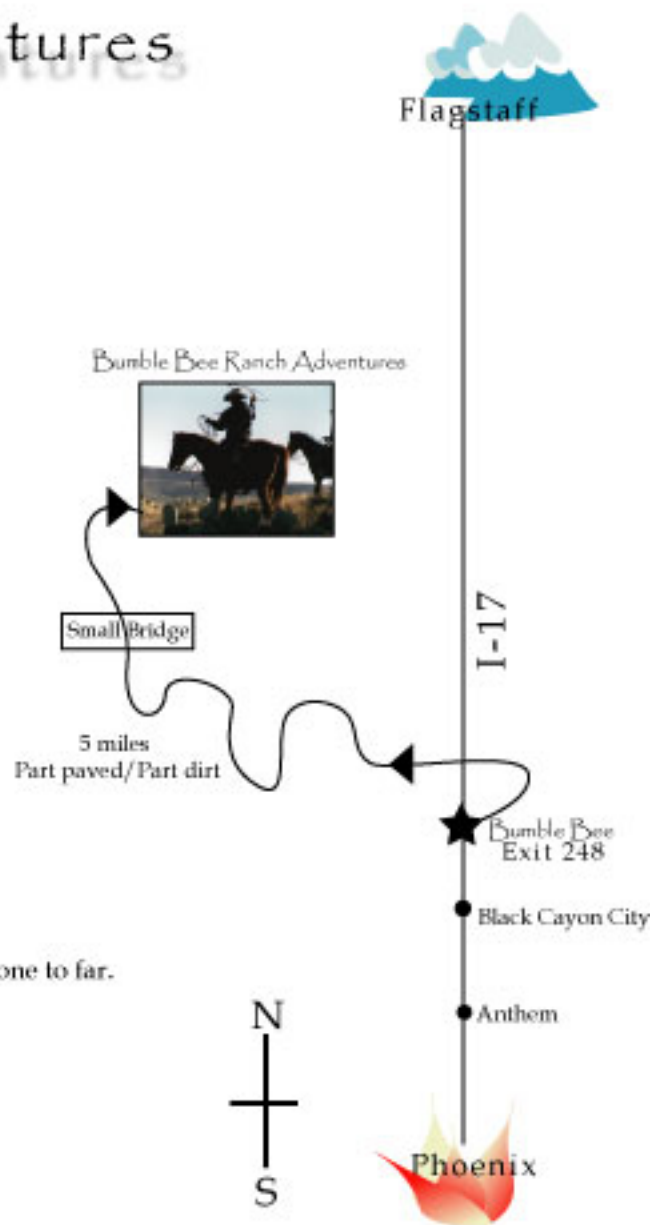 tures
Flagstaff
Bumble Bee Ranch Adventures
I-17
Small Bridge
5 miles
Part paved/Part dirt
Bumble Bee
Exit 248
Black Cayon City
one to far.
Anthem
N
S
Phoenix